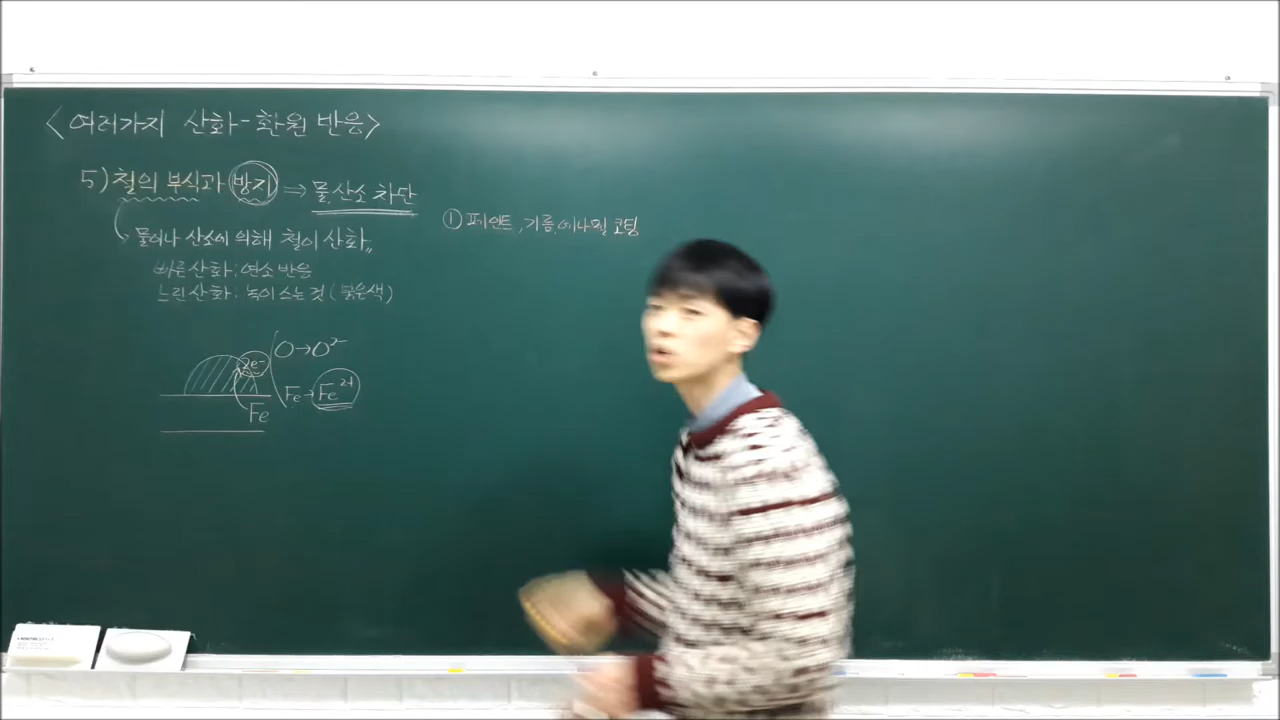 <여러가지 산화-환원 반응>
5) 철의 부식과 방지 ⇒ 물, 산소 차단
물이나 산소에 의해 철이 산화〃
빠른 산화 : 연소 반응
느린 산화 : 녹이 스는 것 (붉은색)
2e-
O→O²⁻
Fe→Fe²⁺
Fe
① 페인트, 기름, 에나멜 코팅